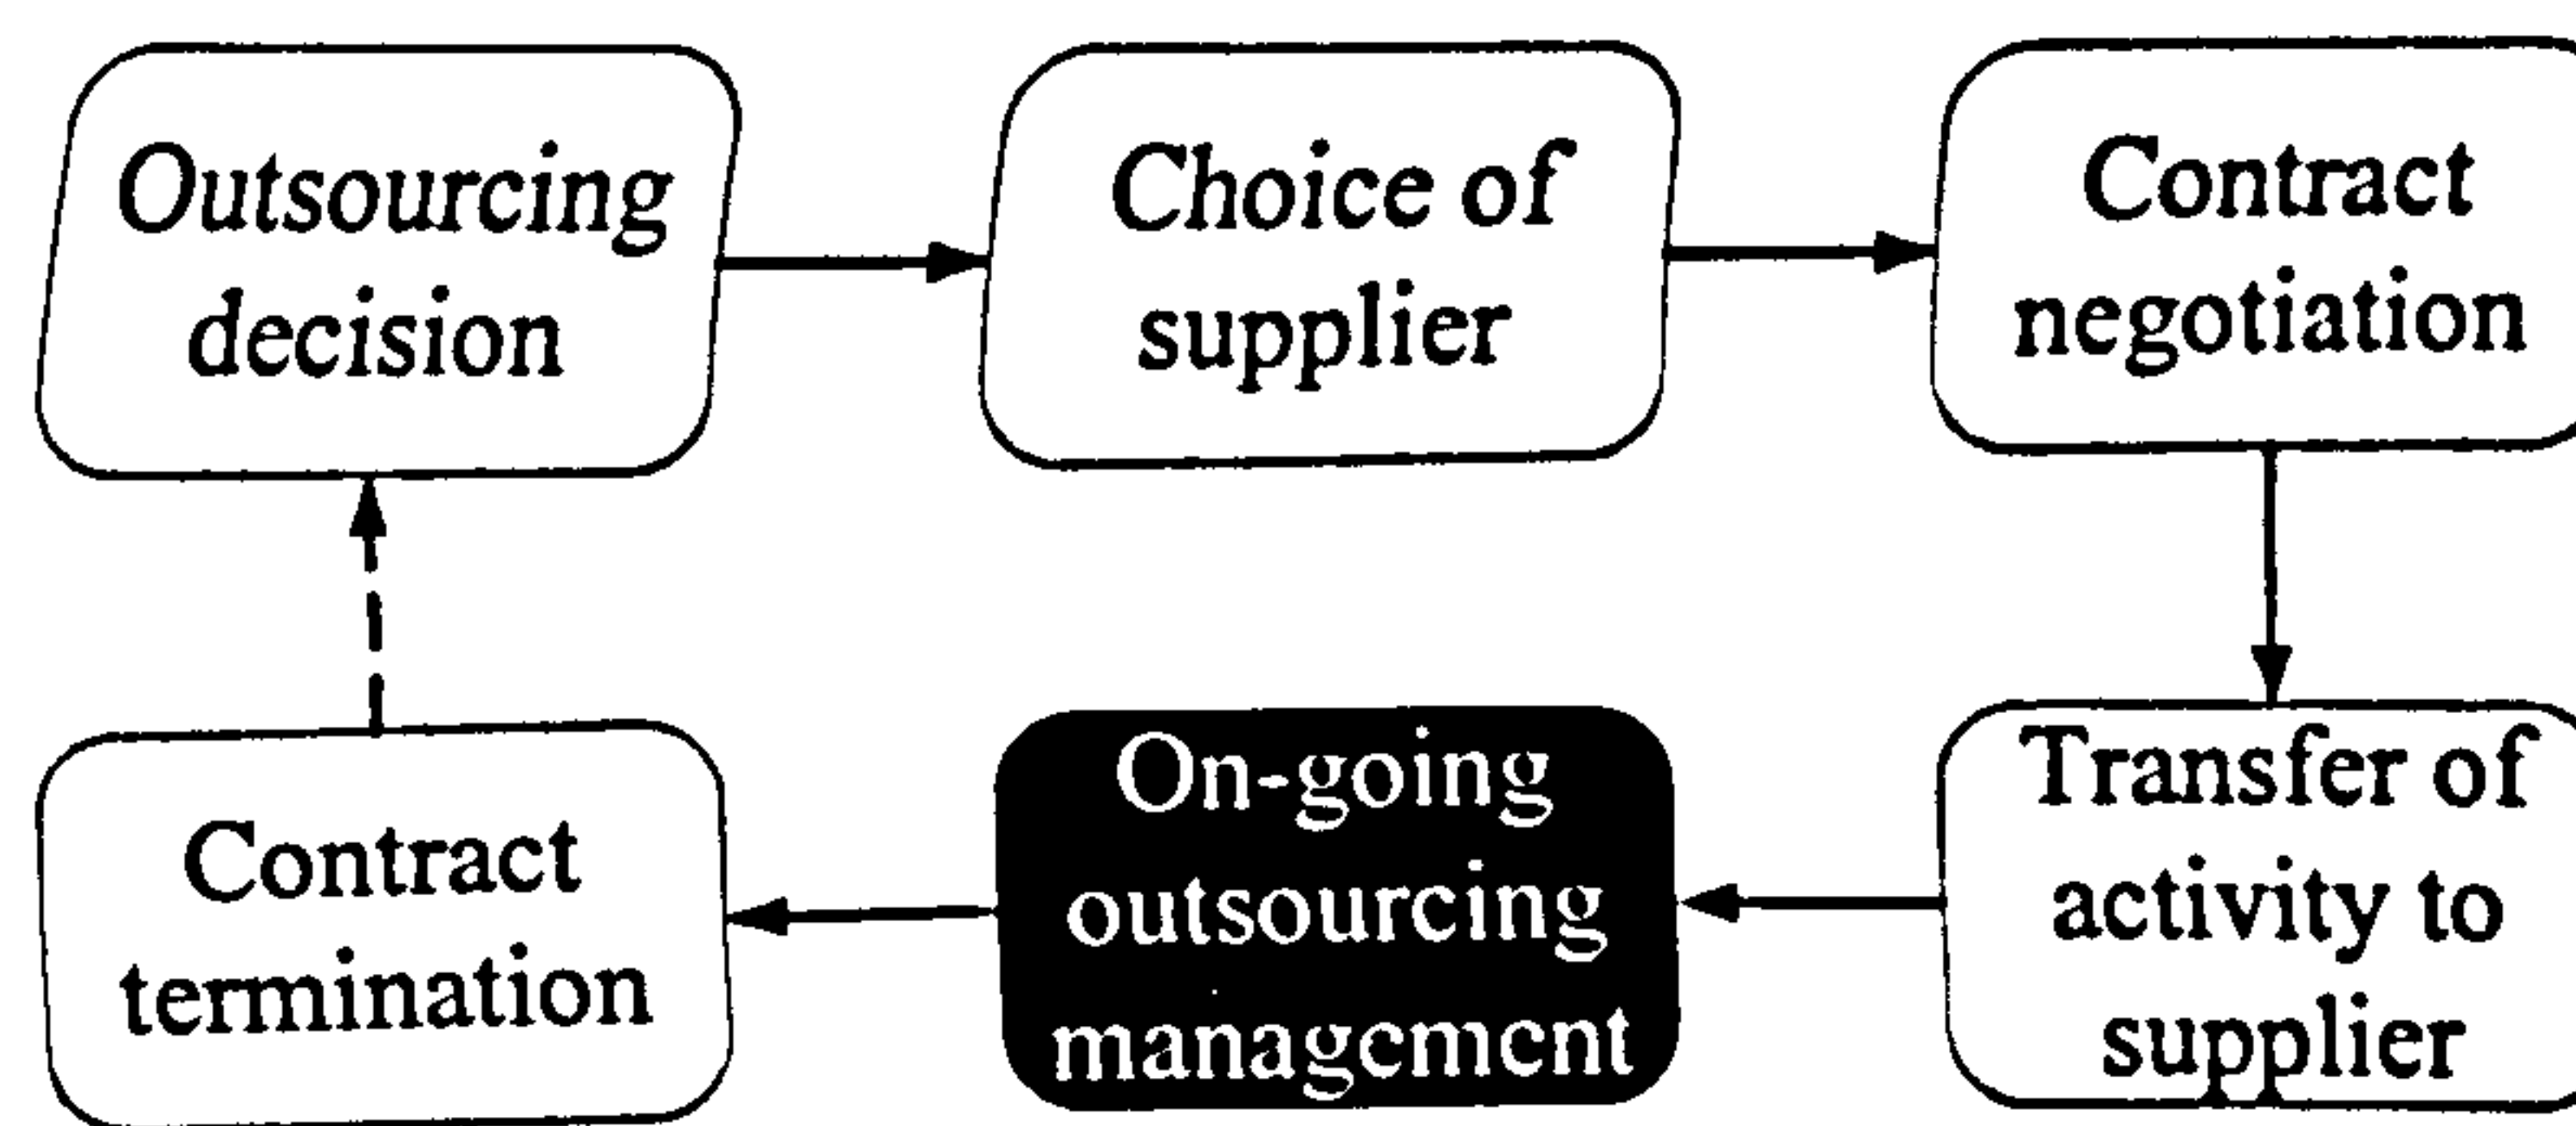 Outsourcing
decision
Choice of
supplier
Contract
negotiation
Transfer of
activity to
supplier
On-going
outsourcing
management
Contract
termination